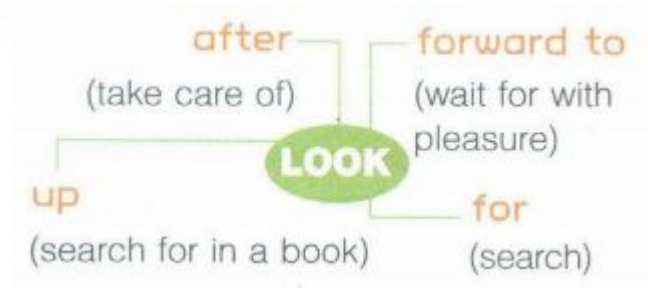 after
(take care of)
forward to
(wait for with
pleasure)
LOOK
up
(search for in a book)
for
(search)